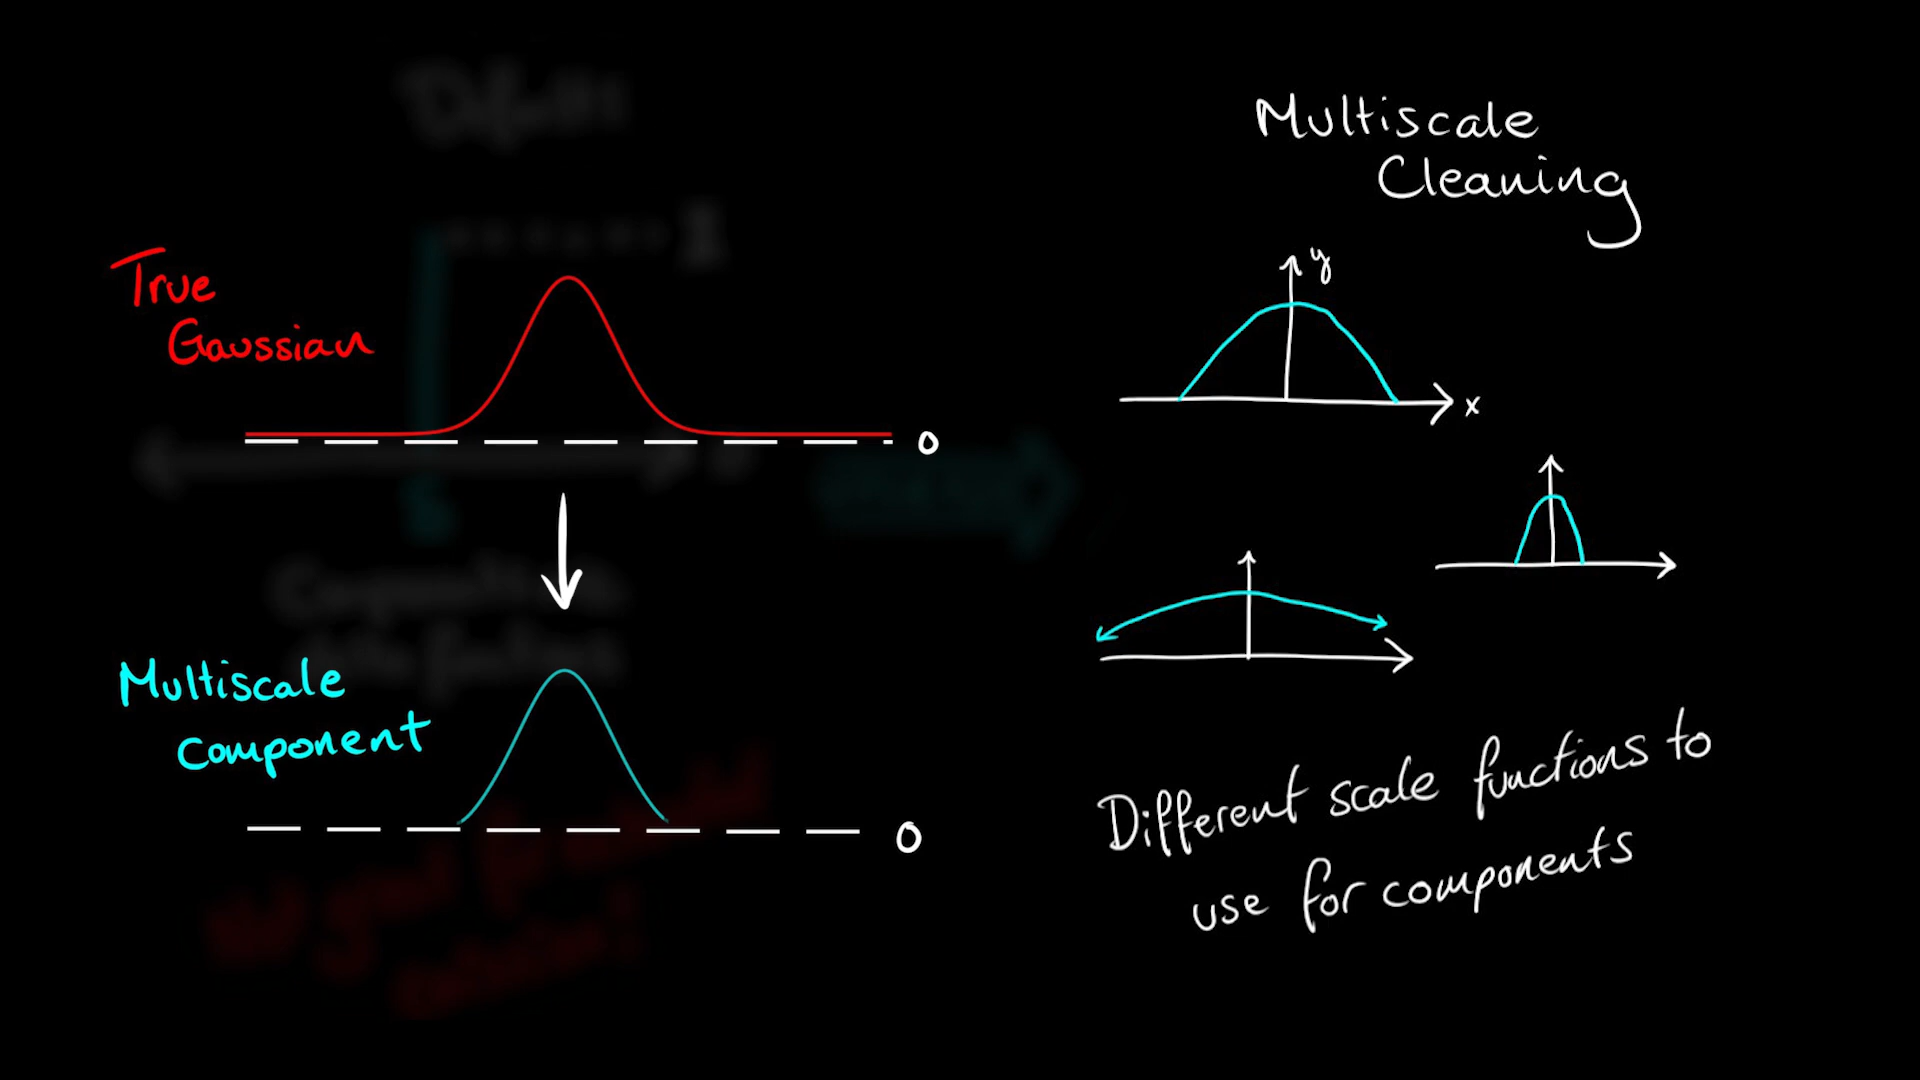 True
Gaussian
0
Multiscale
component
0
Multiscale
Cleaning
y
x
Different scale functions to
use for components